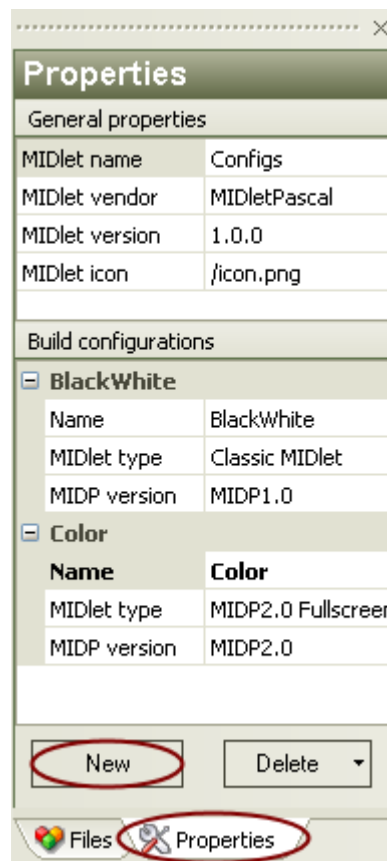 Properties
General properties
MIDlet name Configs
MIDlet vendor MIDletPascal
MIDlet version 1.0.0
MIDlet icon /icon.png
Build configurations
BlackWhite
Name BlackWhite
MIDlet type Classic MIDlet
MIDP version MIDP1.0
Color
Name Color
MIDlet type MIDP2.0 Fullscreen
MIDP version MIDP2.0
New Delete
Files Properties